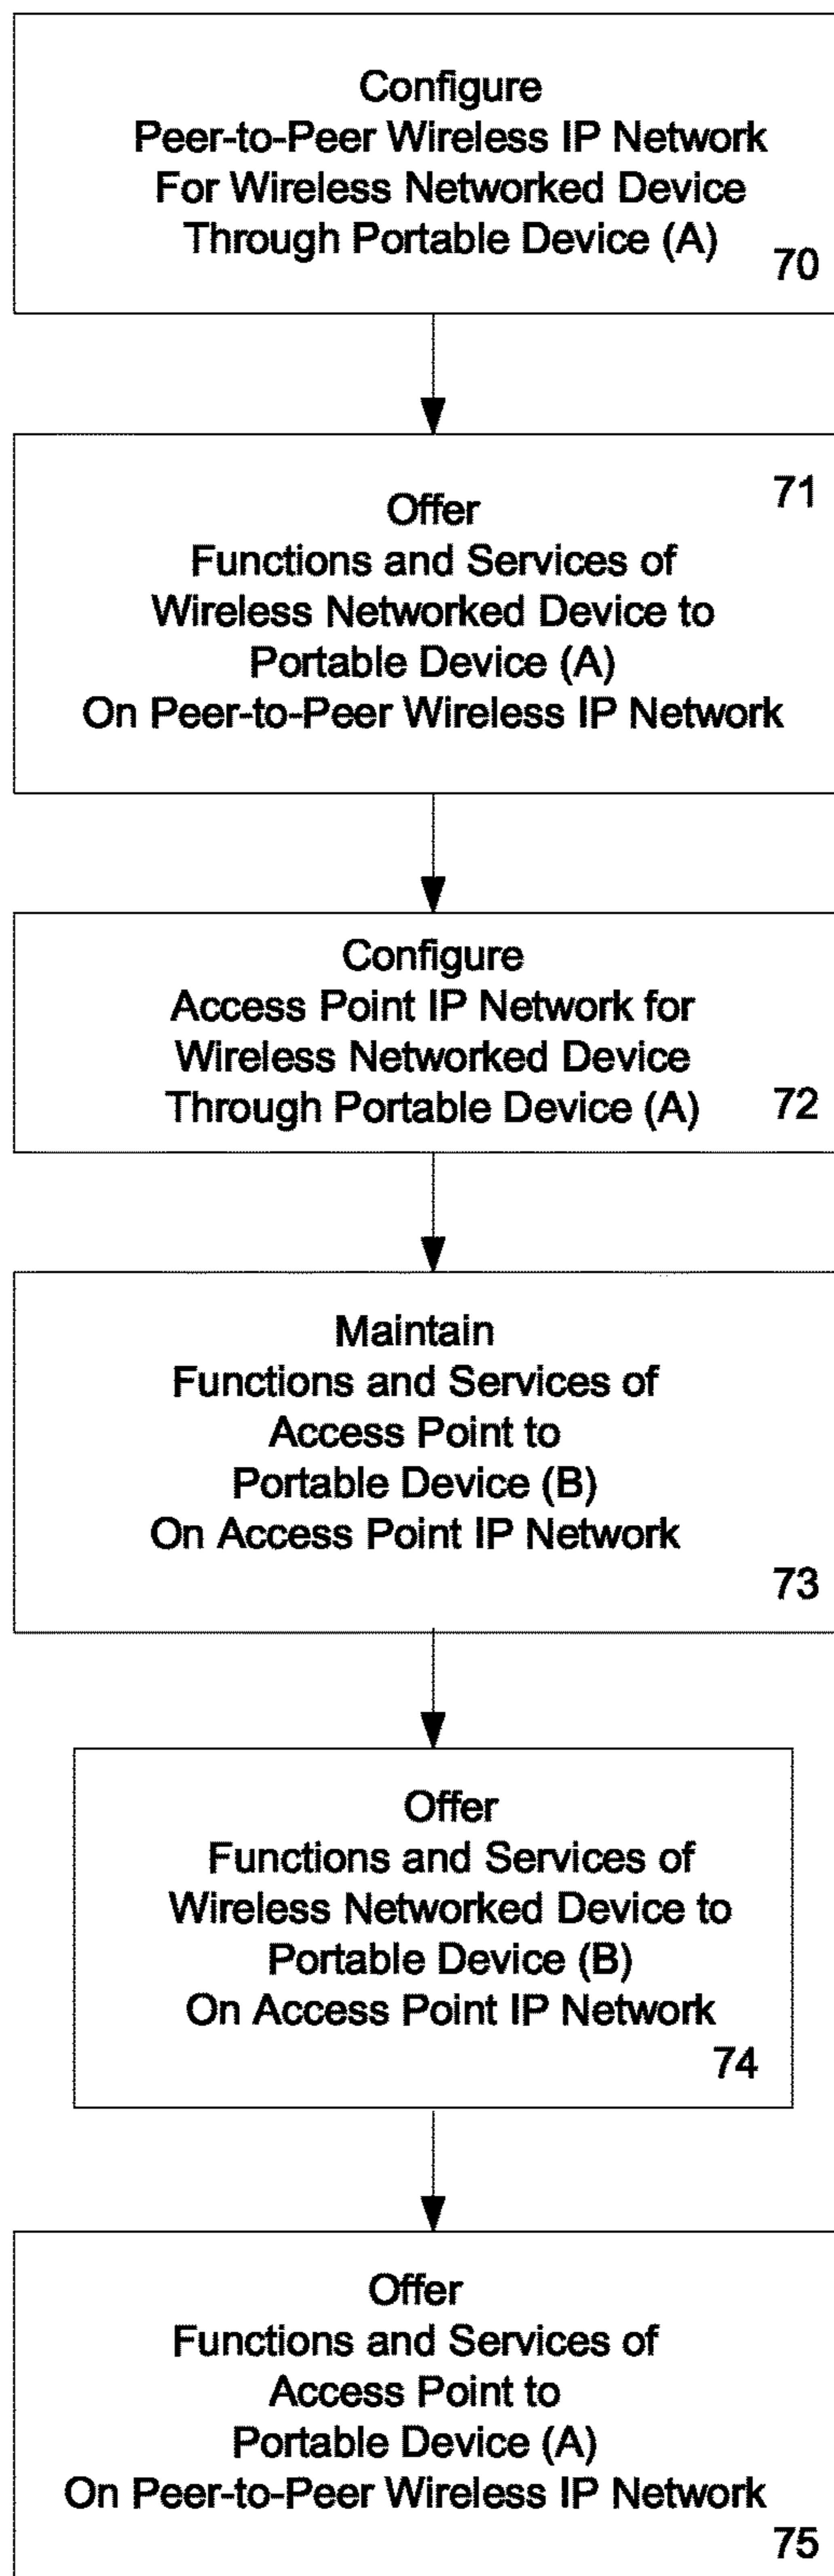 Configure
Peer-to-Peer Wireless IP Network
For Wireless Networked Device
Through Portable Device (A)
70
71
Offer
Functions and Services of
Wireless Networked Device to
Portable Device (A)
On Peer-to-Peer Wireless IP Network
Configure
Access Point IP Network for
Wireless Networked Device
Through Portable Device (A)
72
Maintain
Functions and Services of
Access Point to
Portable Device (B)
On Access Point IP Network
73
Offer
Functions and Services of
Wireless Networked Device to
Portable Device (B)
On Access Point IP Network
74
Offer
Functions and Services of
Access Point to
Portable Device (A)
On Peer-to-Peer Wireless IP Network
75